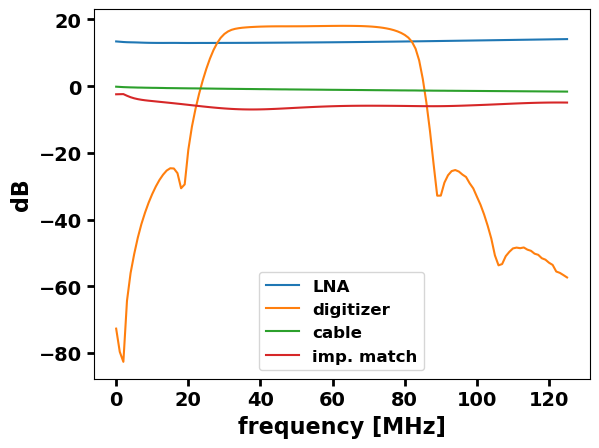 20
0
−20
−40
−60
−80
dB
LNA
digitizer
cable
imp. match
0 20 40 60 80 100 120
frequency [MHz]